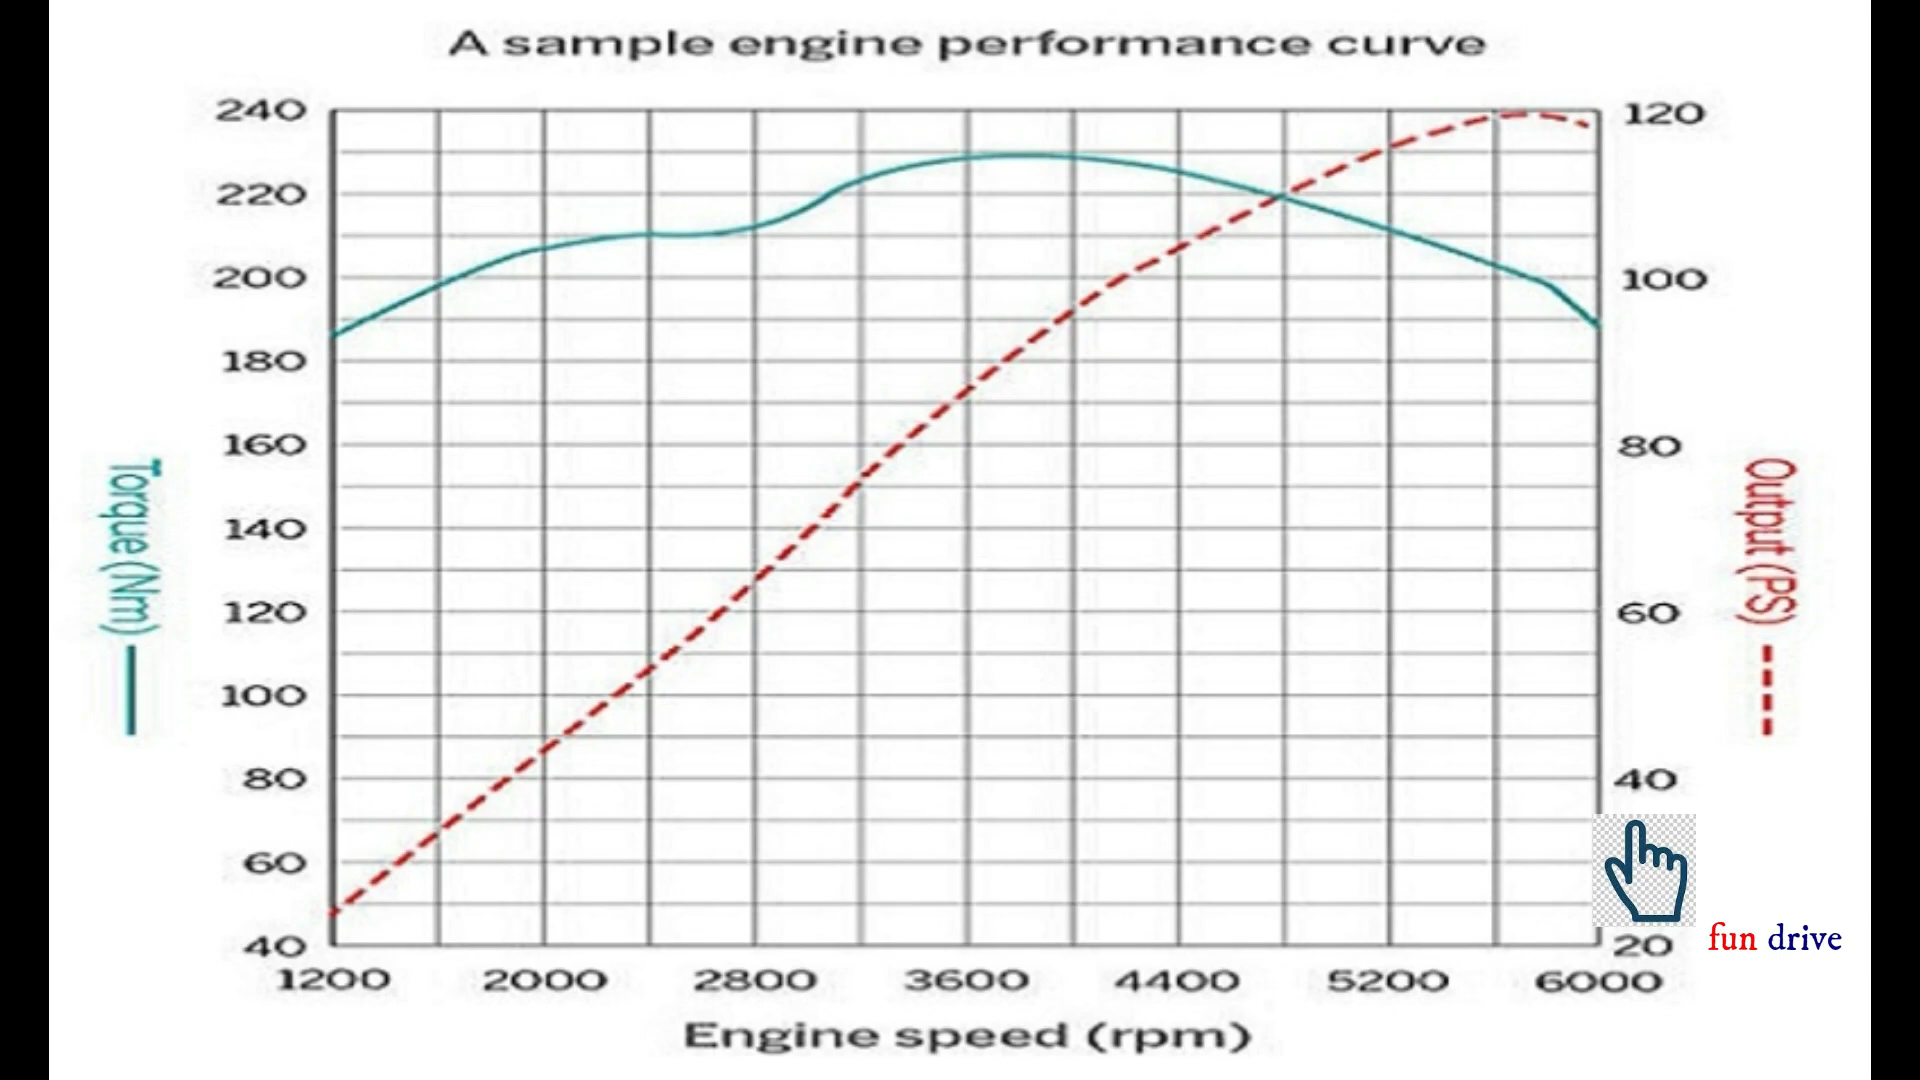 A sample engine performance curve
240
220
200
180
160
140
120
100
80
60
40
120
100
80
60
40
20
Torque (Nm)
Output (PS)
1200 2000 2800 3600 4400 5200 6000
Engine speed (rpm)
fun drive